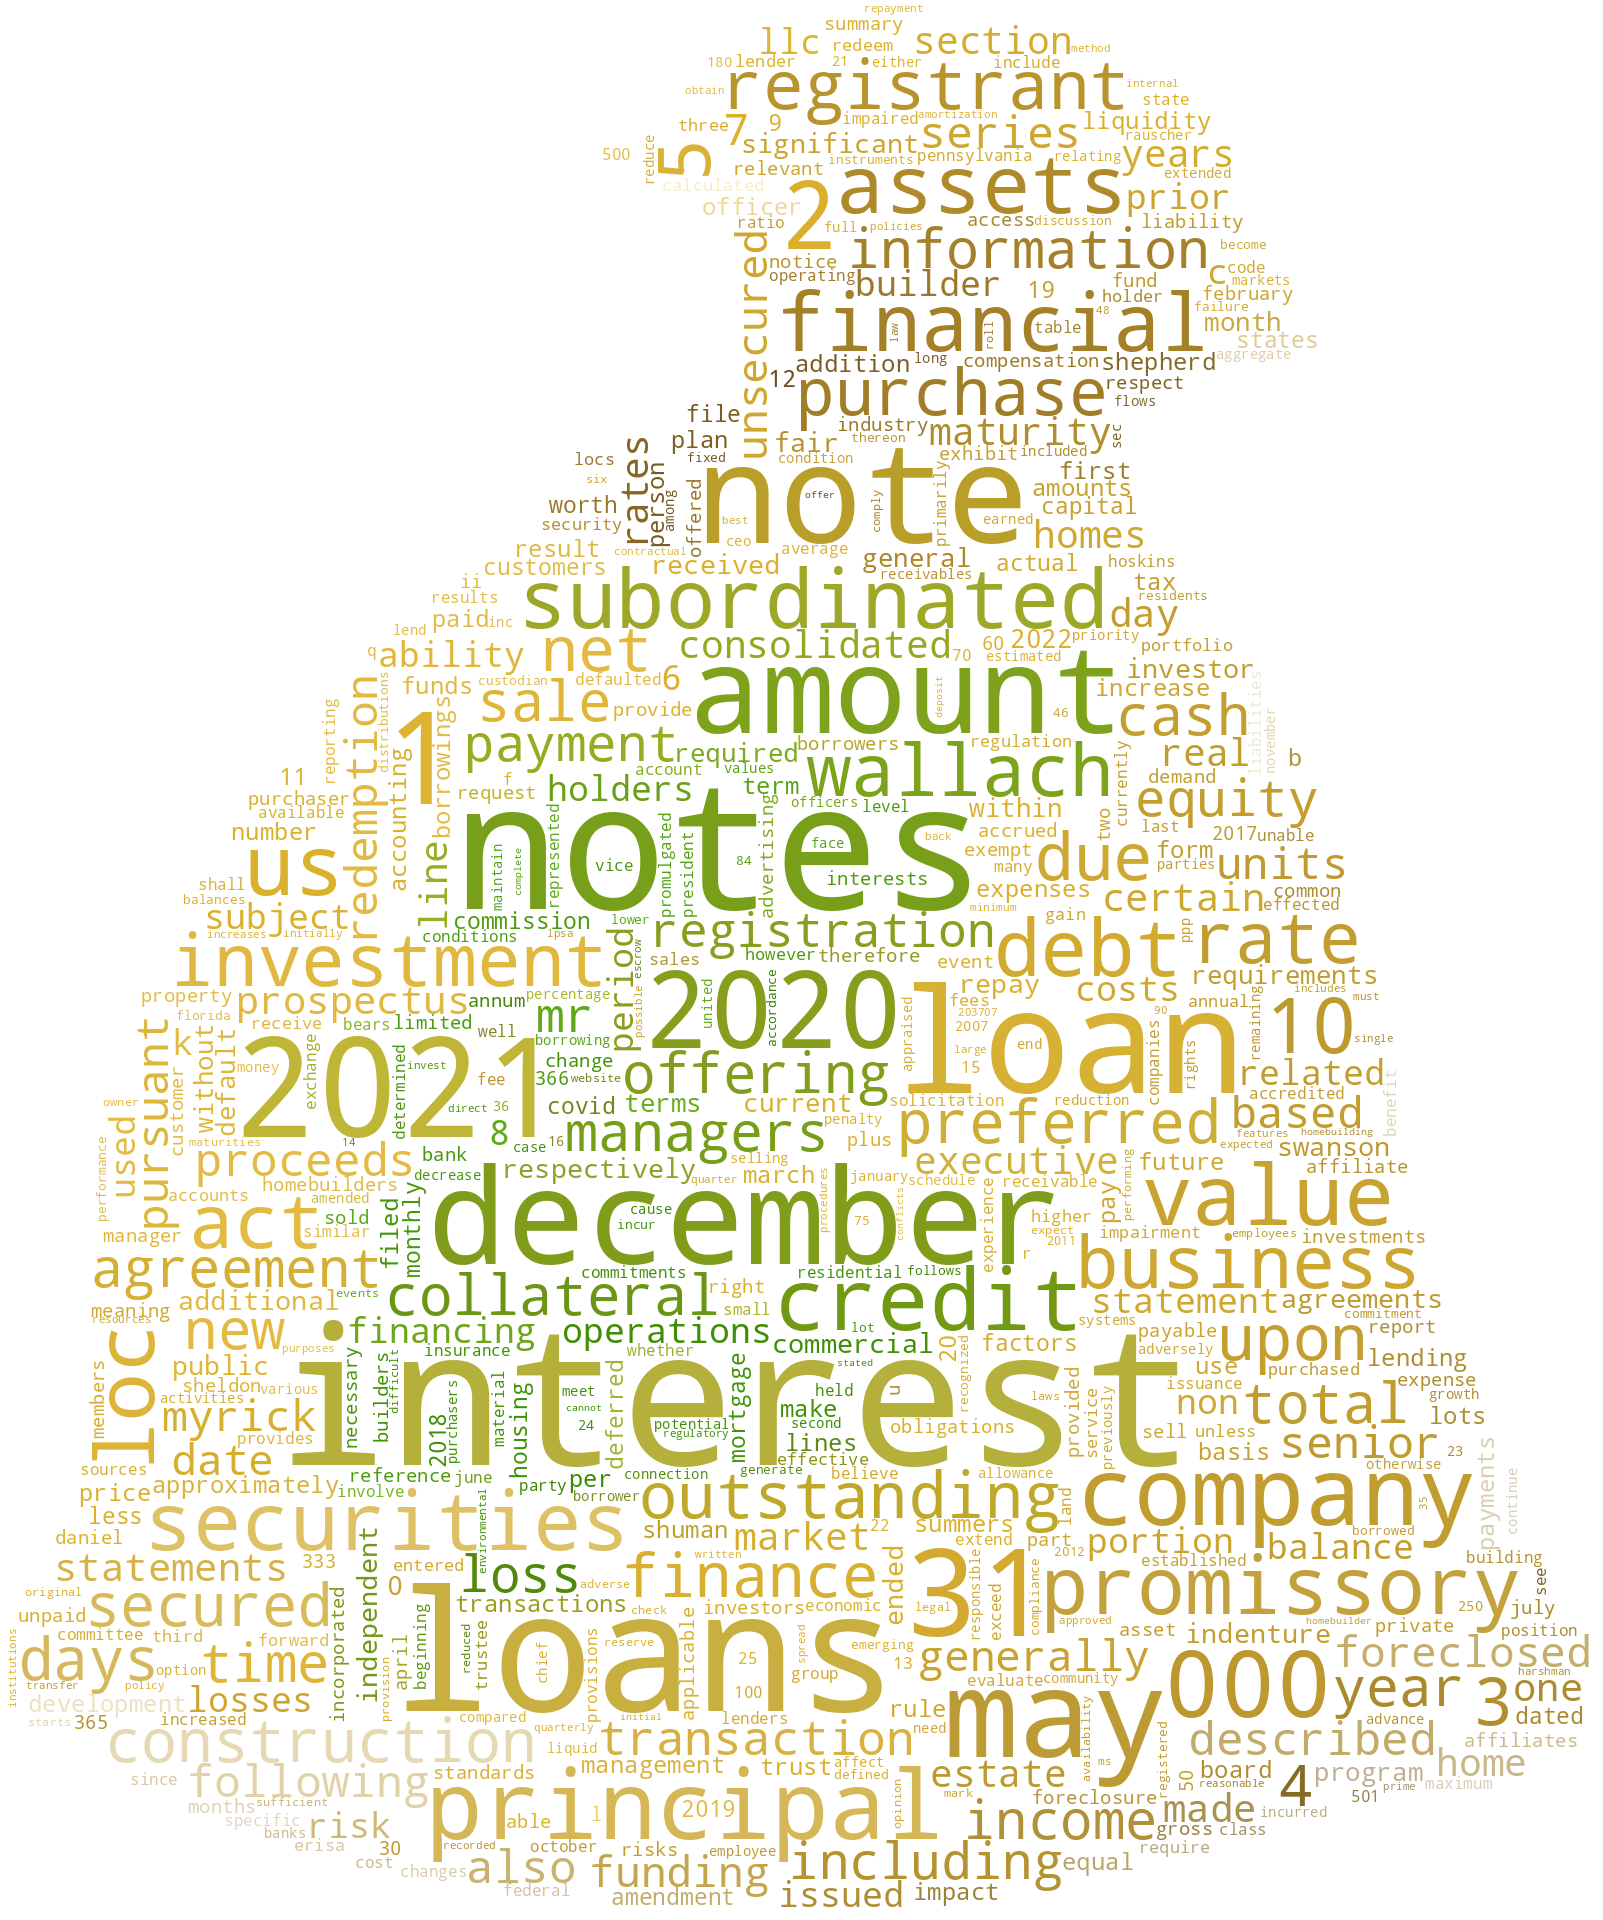 repayment
summary
llc redeem section method
180 lender 21 either include
registrant internal
obtain state
500 three 7 9 impaired amortization series liquidity
reduce 5 significant rauscher
relevant instruments pennsylvania relating years
calculated 2 assets extended
officer prior
ratio full policies access discussion liability
unsecured notice information become
operating builder 19 fund c code
holder markets
financial 48 february
law roll table failure month
states
12 addition long compensation shepherd aggregate
purchase respect
file flows
plan industry maturity sec
rates fair thereon
locs fixed condition exhibit included
six person note primarily first
worth among offered offer comply amounts
security best earned capital
result contractual ceo average homes
customers received general actual hoskins
ii receivables tax
results subordinated residents
paid inc day
lend net consolidated 60 2022 priority
q ability 70 estimated portfolio
funds custodian defaulted 6 amount investor
distributions sale provide deposit increase liabilities
redemption 1 borrowings 46 cash november
reporting payment required borrowers regulation
11 account wallach currently real b
purchaser f holders values term demand
available accounting request officers level within equity
number line notes advertising back accrued two last 2017 unable
us vice 84 face exempt due form
shall maintain complete represented promulgated president interests many parties units
balances expenses common
subject commission minimum certain effected
increases initially conditions lpsa lower registration gain ppp
investment period escrow however therefore event debt rate
property sales requirements
prospectus annum percentage possible united 2020 repay costs includes
florida receive bears limited mr accordance appraised loan fees annual remaining 10 must
pursuant k without default exchange 2021 well borrowing 203707 90
money change offering 2007 companies rights single
determined invest fee 366 website large end
15 related
owner customer direct 36 covid terms current solicitation reduction accredited
used maturities 14 8 case 16 managers penalty preferred based features homebuilding benefit
proceeds bank plus expected swanson
performance homebuilders decrease respectively selling executive future affiliate
accounts amended quarter march january schedule receivable pay performing
act sold filed monthly december procedures 75 conflicts experience higher value
manager similar cause expect impairment employees investments
incur r 2011
agreement commitments residential follows business
meaning additional events collateral right credit statement agreements
resources small systems commitment
new financing operations lot commercial factors payable upon report
loc purposes insurance whether stated 20 adversely lending
public necessary interest deferred recognized use purchased
sheldon various builders difficult meet held laws issuance expense
members activities cannot mortgage make u provided previously non total growth
myrick 2018 purchasers material housing 24 potential second obligations service sell unless lots
provides regulatory lines basis senior 23
date reference june effective
sources connection generate believe allowance otherwise
price approximately involve party per borrower outstanding company payments continue
less securities environmental land 35
daniel independent shuman market 22 summers part portion borrowed
entered written extend 2012 established balance building
statements 333 loss finance 31 see
original 0 adverse responsible exceed compliance promissory
secured transactions check investors economic ended legal approved 250 july
unpaid incorporated loans homebuilder private
committee third forward beginning reduced reserve spread emerging asset indenture position
institutions days option time april trustee chief provisions applicable 25 group 13 generally foreclosed
transfer policy provision evaluate community harshman
development losses 100 may 000 year 3 one
starts 365 increased compared initial lenders rule advance dated
quarterly need availability
construction liquid transaction registered described
management trust affect ms affiliates
since following standards defined estate 50 board program home
months sufficient opinion mark reasonable prime maximum
specific principal foreclosure 4 501
banks risk able l 2019 income made incurred
erisa 30 recorded october risks employee gross class
cost changes also including equal require
federal funding issued impact
amendment